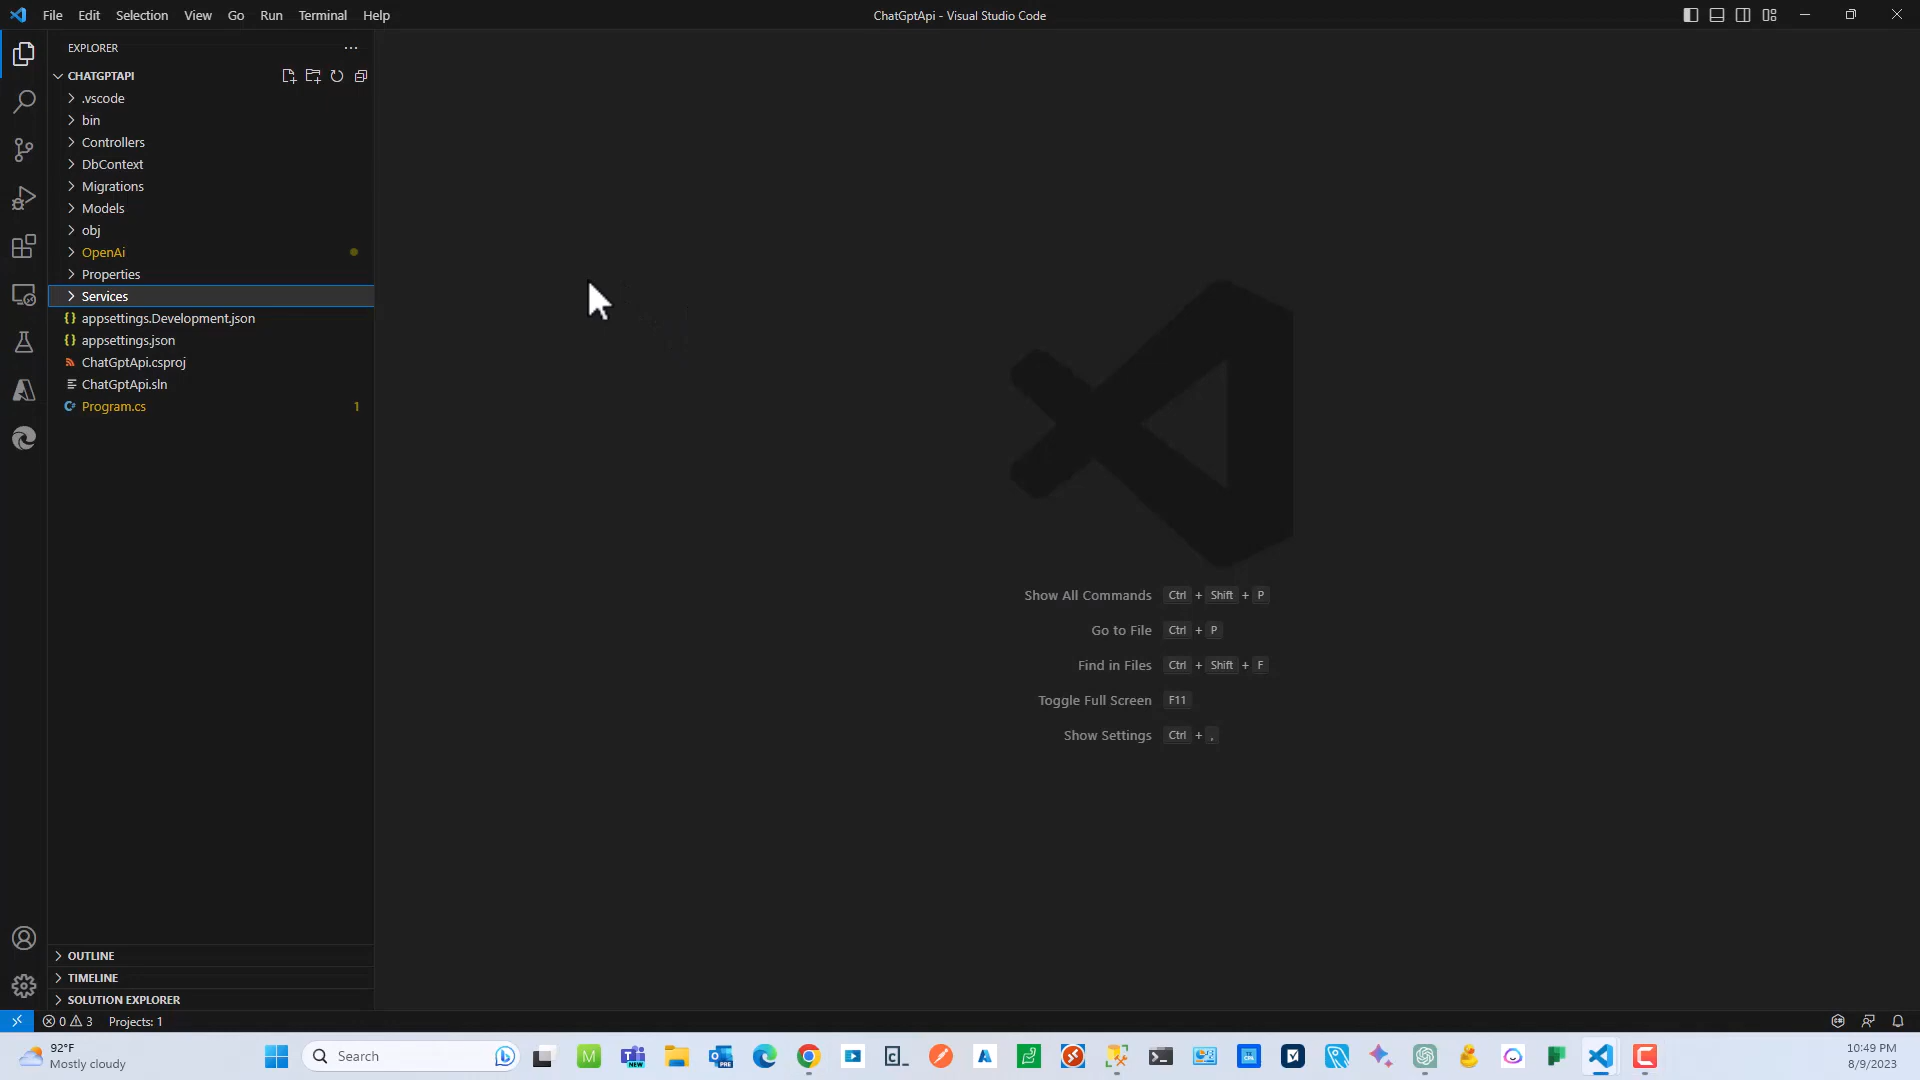 File Edit Selection View Go Run Terminal Help
ChatGptApi - Visual Studio Code
EXPLORER
CHATGPTAPI
.vscode
bin
Controllers
DbContext
Migrations
Models
obj
OpenAi
Properties
Services
{} appsettings.Development.json
{} appsettings.json
ChatGptApi.csproj
ChatGptApi.sln
Program.cs 1
Show All Commands Ctrl + Shift + P
Go to File Ctrl + P
Find in Files Ctrl + Shift + F
Toggle Full Screen F11
Show Settings Ctrl + ,
OUTLINE
TIMELINE
SOLUTION EXPLORER
0 3 Projects: 1
92°F
Mostly cloudy
Search
10:49 PM
8/9/2023